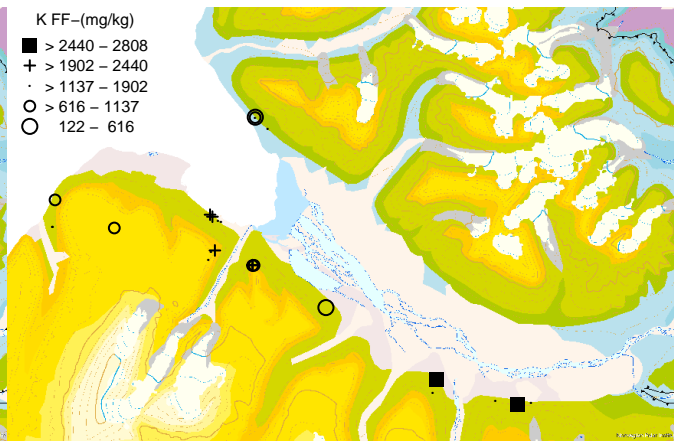 K FF−(mg/kg)
> 2440 − 2808
> 1902 − 2440
> 1137 − 1902
> 616 − 1137
122 − 616